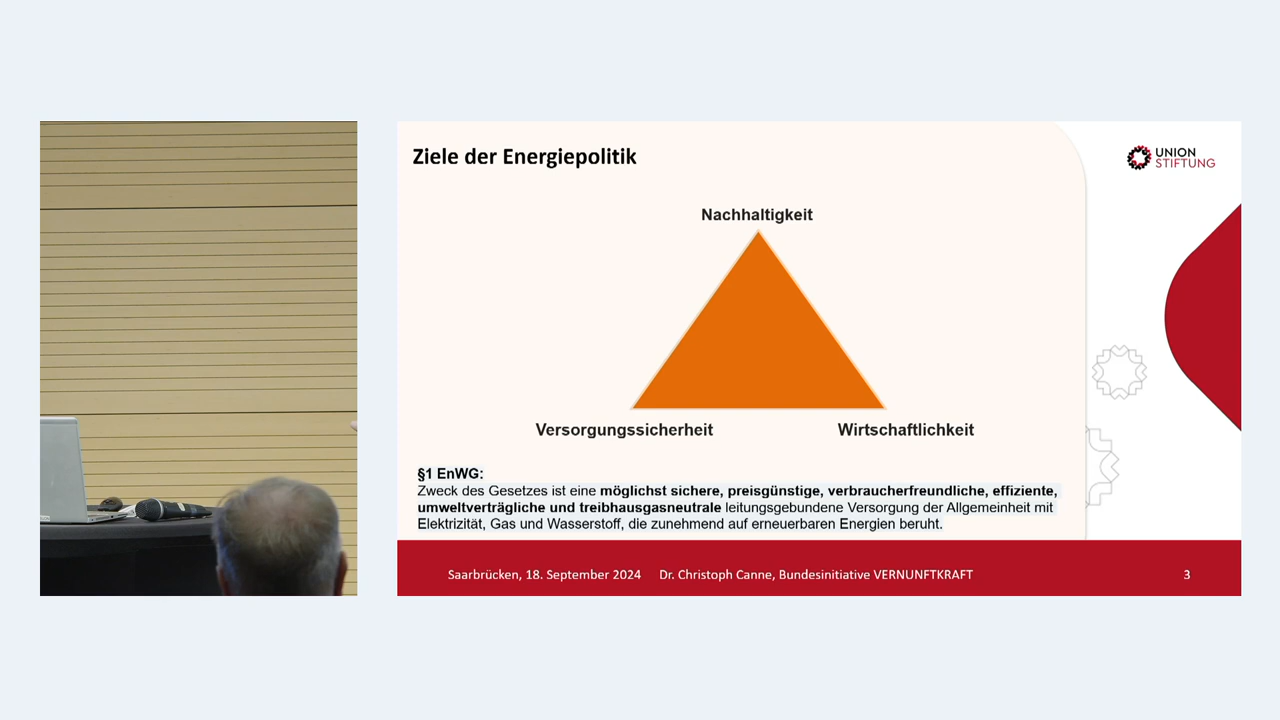 Ziele der Energiepolitik
UNION
STIFTUNG
Nachhaltigkeit
Versorgungssicherheit
Wirtschaftlichkeit
§1 EnWG:
Zweck des Gesetzes ist eine möglichst sichere, preisgünstige, verbraucherfreundliche, effiziente,
umweltverträgliche und treibhausgasneutrale leitungsgebundene Versorgung der Allgemeinheit mit
Elektrizität, Gas und Wasserstoff, die zunehmend auf erneuerbaren Energien beruht.
Saarbrücken, 18. September 2024 Dr. Christoph Canne, Bundesinitiative VERNUNFTKRAFT
3